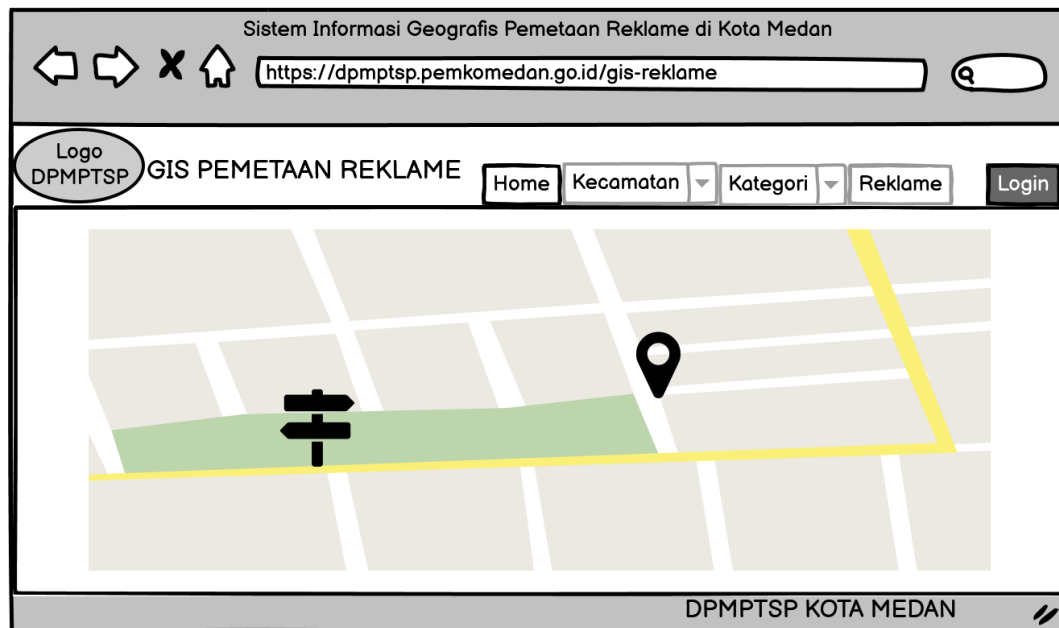 Sistem Informasi Geografis Pemetaan Reklame di Kota Medan
https://dpmptsp.pemkomedan.go.id/gis-reklame
Logo
DPMPTSP
GIS PEMETAAN REKLAME
Home
Kecamatan
Kategori
Reklame
Login
DPMPTSP KOTA MEDAN